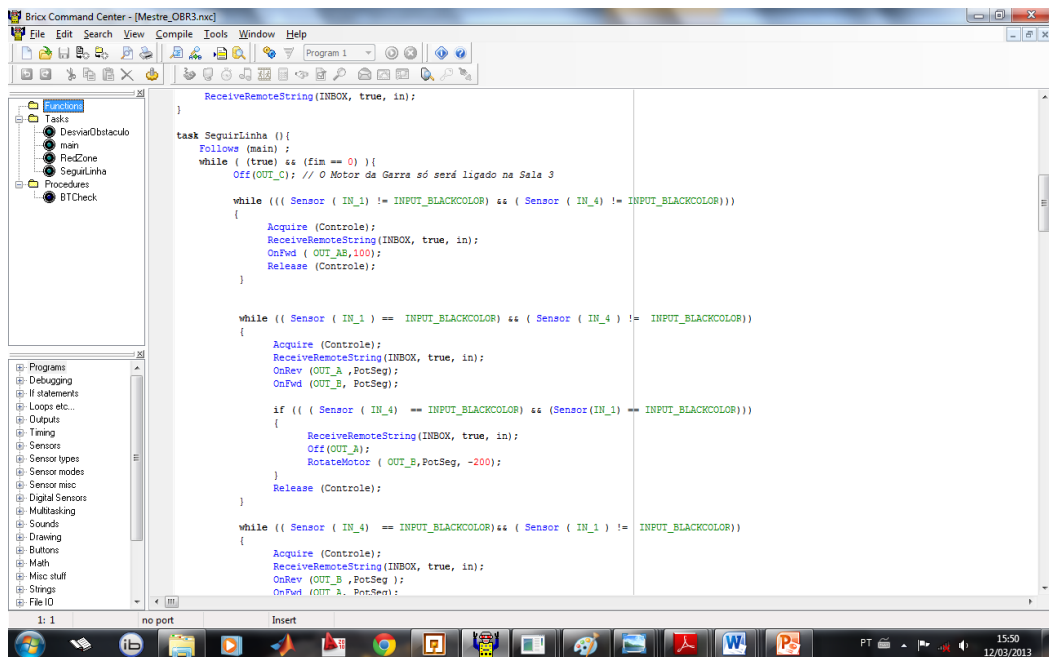 Bricx Command Center - [Mestre_OBR3.nxc]
File Edit Search View Compile Tools Window Help
Program 1
Functions
Tasks
DesviarObstaculo
main
RedZone
SeguirLinha
Procedures
BTCheck
Programs
Debugging
If statements
Loops etc...
Outputs
Timing
Sensors
Sensor types
Sensor modes
Sensor misc
Digital Sensors
Multitasking
Sounds
Drawing
Buttons
Math
Misc stuff
Strings
File IO
ReceiveRemoteString(INBOX, true, in);
}
task SeguirLinha (){
Follows (main) ;
while ( (true) && (fim == 0) ){
Off(OUT_C); // O Motor da Garra só será ligado na Sala 3
while ((( Sensor ( IN_1) != INPUT_BLACKCOLOR) && ( Sensor ( IN_4) != INPUT_BLACKCOLOR)))
{
Acquire (Controle);
ReceiveRemoteString(INBOX, true, in);
OnFwd ( OUT_AB,100);
Release (Controle);
}
while (( Sensor ( IN_1 ) == INPUT_BLACKCOLOR) && ( Sensor ( IN_4 ) != INPUT_BLACKCOLOR))
{
Acquire (Controle);
ReceiveRemoteString(INBOX, true, in);
OnRev (OUT_A ,PotSeg);
OnFwd (OUT_B, PotSeg);
if (( ( Sensor ( IN_4) == INPUT_BLACKCOLOR) && (Sensor(IN_1) == INPUT_BLACKCOLOR)))
{
ReceiveRemoteString(INBOX, true, in);
Off(OUT_A);
RotateMotor ( OUT_B,PotSeg, -200);
}
Release (Controle);
}
while (( Sensor ( IN_4) == INPUT_BLACKCOLOR)&& ( Sensor ( IN_1 ) != INPUT_BLACKCOLOR))
{
Acquire (Controle);
ReceiveRemoteString(INBOX, true, in);
OnRev (OUT_B ,PotSeg );
OnFwd (OUT_A, PotSeg);
1: 1 no port Insert
ib
W
PT
15:50
12/03/2013